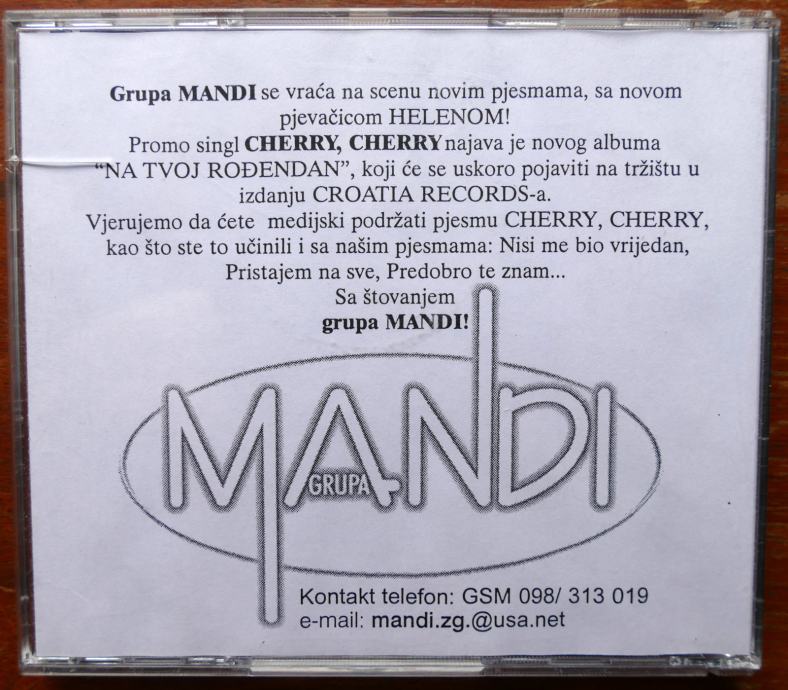 Grupa MANDI se vraća na scenu novim pjesmama, sa novom
pjevačicom HELENOM!
Promo singl CHERRY, CHERRY najava je novog albuma
“NA TVOJ ROĐENDAN”, koji će se uskoro pojaviti na tržištu u
izdanju CROATIA RECORDS-a.
Vjerujemo da ćete medijski podržati pjesmu CHERRY, CHERRY,
kao što ste to učinili i sa našim pjesmama: Nisi me bio vrijedan,
Pristajem na sve, Predobro te znam...
Sa štovanjem
grupa MANDI!
MANDI
GRUPA
Kontakt telefon: GSM 098/ 313 019
e-mail: mandi.zg.@usa.net